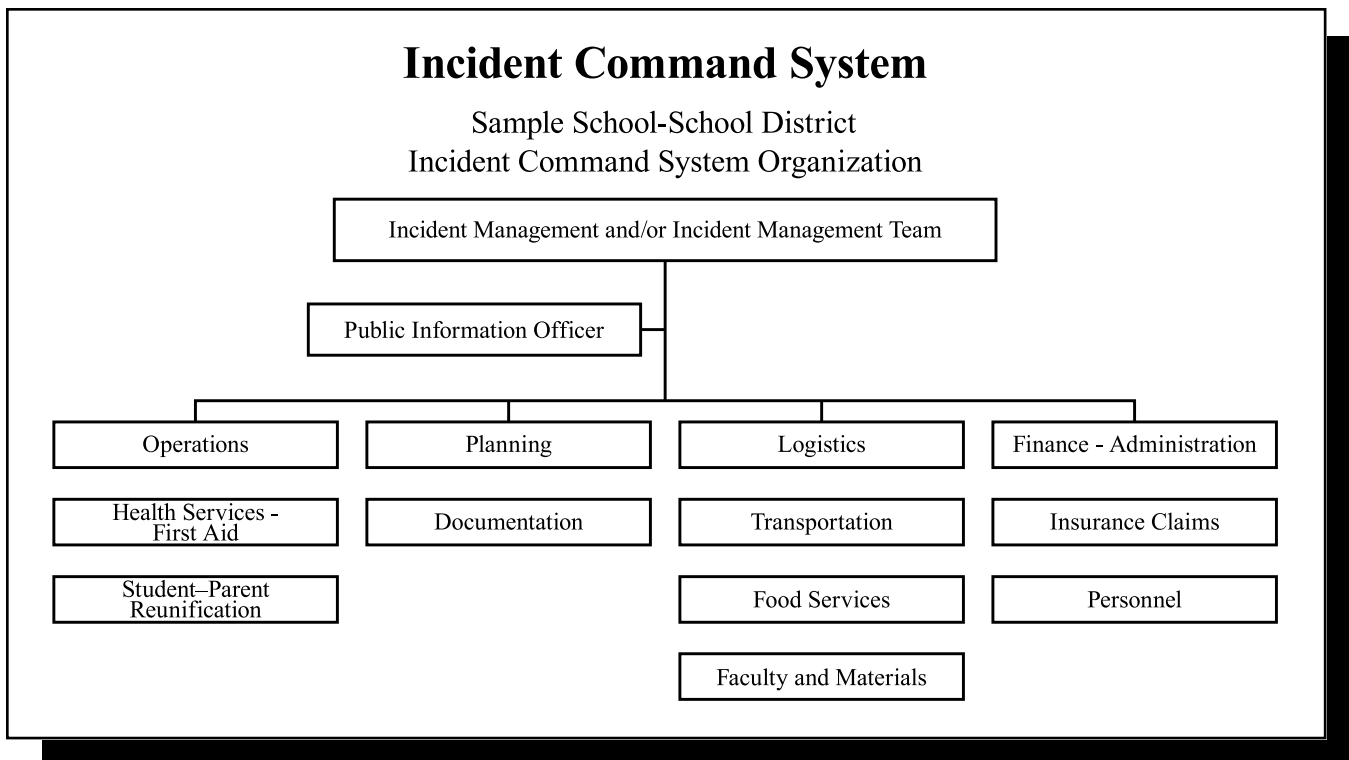 Incident Command System
Sample School-School District
Incident Command System Organization
Incident Management and/or Incident Management Team
Public Information Officer
Operations
Planning
Logistics
Finance - Administration
Health Services -
First Aid
Documentation
Transportation
Insurance Claims
Student–Parent
Reunification
Food Services
Personnel
Faculty and Materials